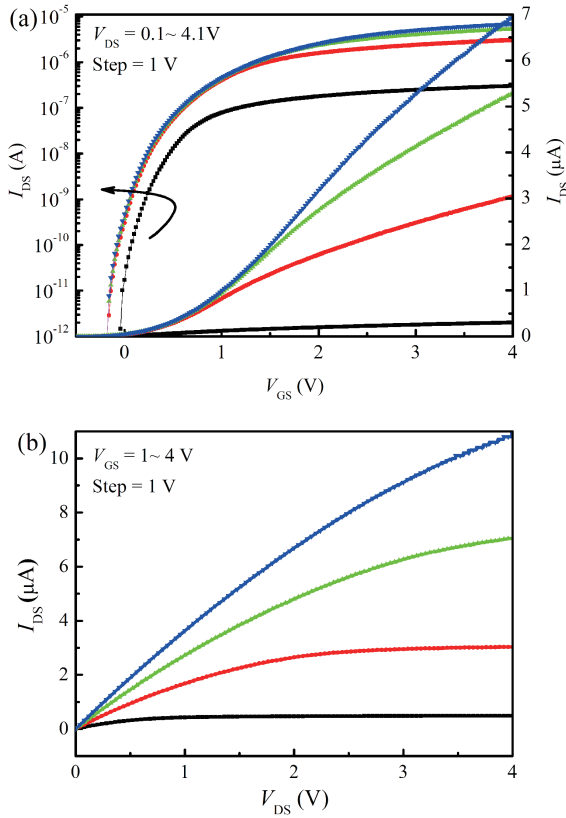 (a)
V_DS = 0.1~ 4.1V
Step = 1 V
I_DS (A)
10^-5
10^-6
10^-7
10^-8
10^-9
10^-10
10^-11
10^-12
I_DS (μA)
7
6
5
4
3
2
1
0
0 1 2 3 4
V_GS (V)
(b)
V_GS = 1~ 4 V
Step = 1 V
I_DS (μA)
10
8
6
4
2
0
0 1 2 3 4
V_DS (V)